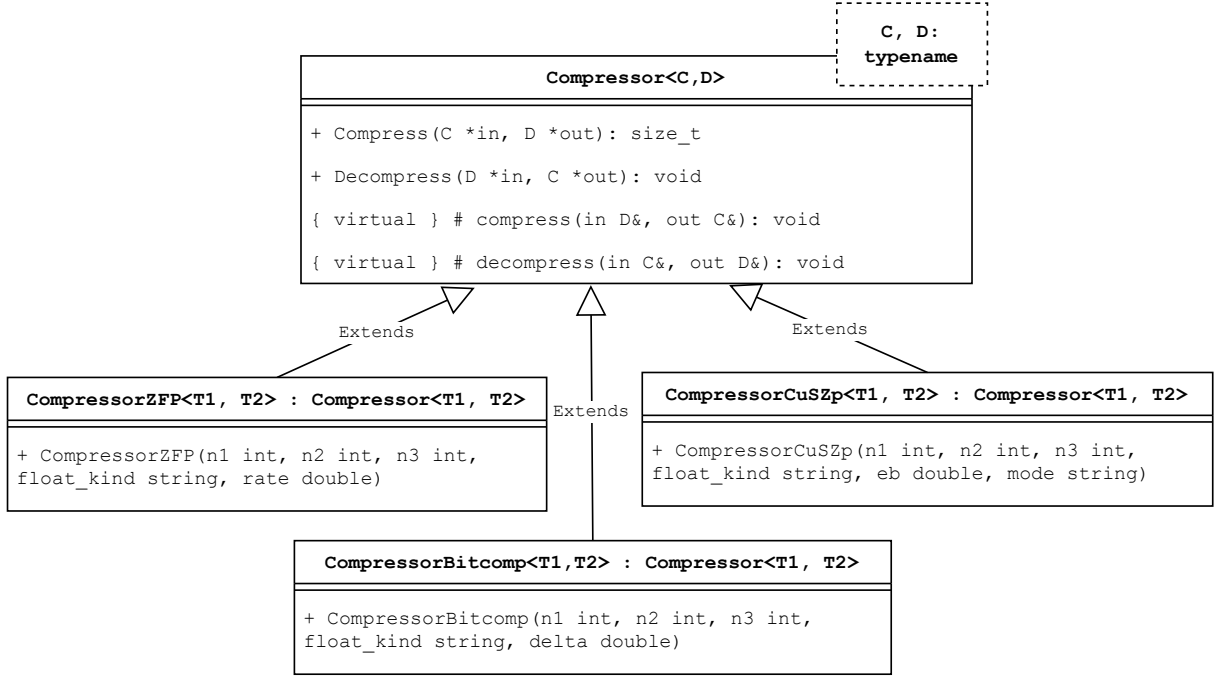 C, D:
typename
Compressor<C,D>
+ Compress(C *in, D *out): size_t
+ Decompress(D *in, C *out): void
{ virtual } # compress(in D&, out C&): void
{ virtual } # decompress(in C&, out D&): void
Extends
Extends
Extends
CompressorZFP<T1, T2> : Compressor<T1, T2>
+ CompressorZFP(n1 int, n2 int, n3 int,
float_kind string, rate double)
CompressorCuSZp<T1, T2> : Compressor<T1, T2>
+ CompressorCuSZp(n1 int, n2 int, n3 int,
float_kind string, eb double, mode string)
CompressorBitcomp<T1,T2> : Compressor<T1, T2>
+ CompressorBitcomp(n1 int, n2 int, n3 int,
float_kind string, delta double)